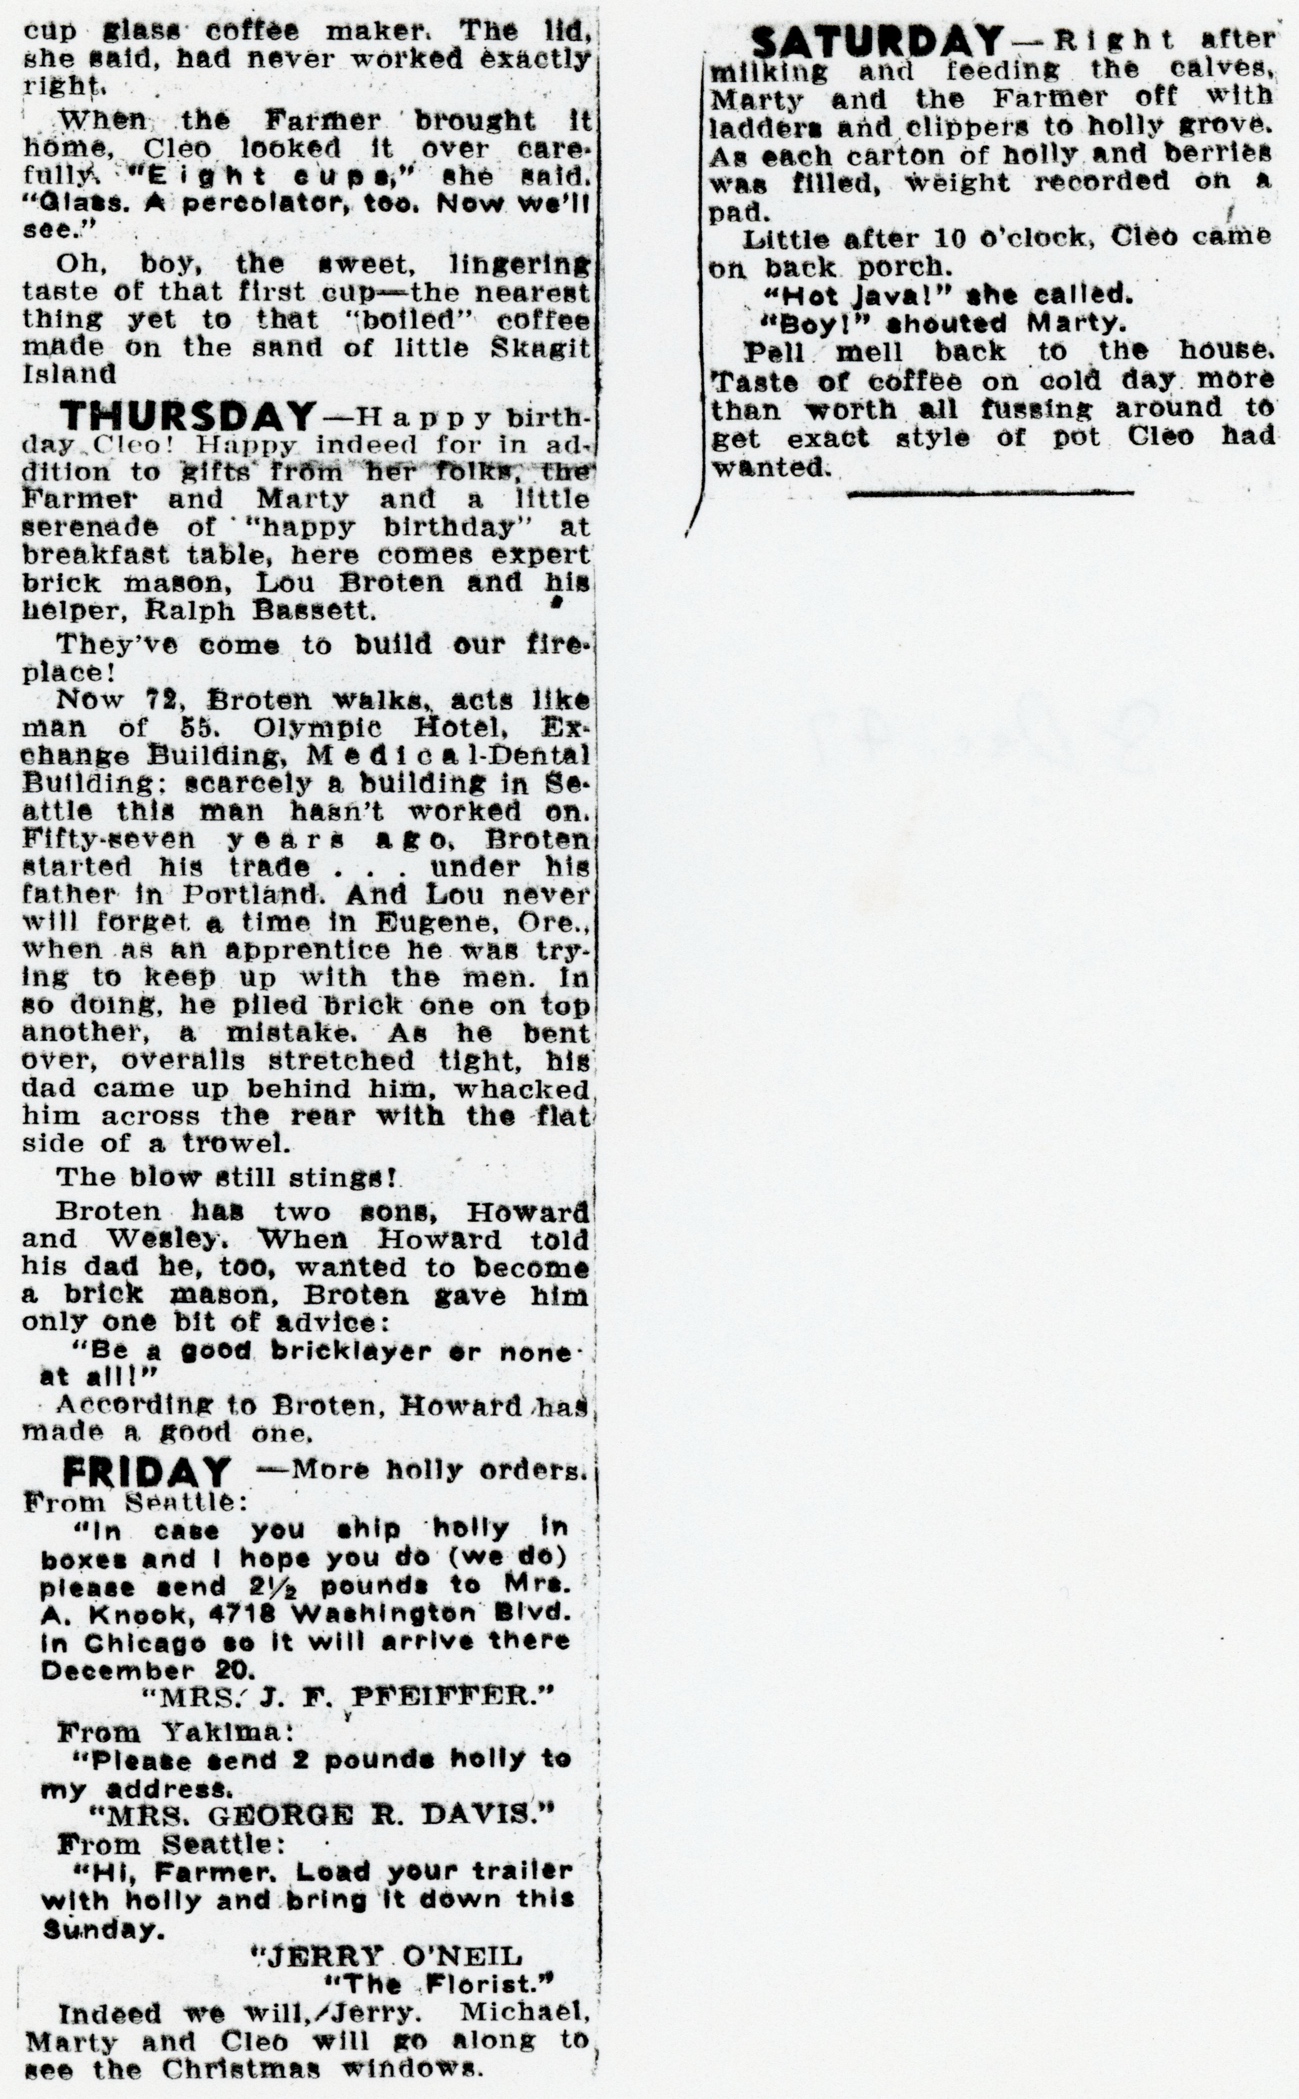 cup glass coffee maker. The lid,
she said, had never worked exactly
right.
When the Farmer brought it
home, Cleo looked it over care-
fully. "Eight cups," she said.
"Glass. A percolator, too. Now we'll
see."
Oh, boy, the sweet, lingering
taste of that first cup—the nearest
thing yet to that "boiled" coffee
made on the sand of little Skagit
Island
THURSDAY—Happy birth-
day Cleo! Happy indeed for in ad-
dition to gifts from her folks, the
Farmer and Marty and a little
serenade of "happy birthday" at
breakfast table, here comes expert
brick mason, Lou Broten and his
helper, Ralph Bassett.
They've come to build our fire-
place!
Now 72, Broten walks, acts like
man of 55. Olympic Hotel, Ex-
change Building, Medical-Dental
Building; scarcely a building in Se-
attle this man hasn't worked on.
Fifty-seven years ago, Broten
started his trade . . . under his
father in Portland. And Lou never
will forget a time in Eugene, Ore.,
when as an apprentice he was try-
ing to keep up with the men. In
so doing, he piled brick one on top
another, a mistake. As he bent
over, overalls stretched tight, his
dad came up behind him, whacked
him across the rear with the flat
side of a trowel.
The blow still stings!
Broten has two sons, Howard
and Wesley. When Howard told
his dad he, too, wanted to become
a brick mason, Broten gave him
only one bit of advice:
"Be a good bricklayer or none
at all!"
According to Broten, Howard has
made a good one.
FRIDAY—More holly orders.
From Seattle:
"In case you ship holly in
boxes and I hope you do (we do)
please send 2½ pounds to Mrs.
A. Knook, 4718 Washington Blvd.
in Chicago so it will arrive there
December 20.
"MRS. J. F. PFEIFFER."
From Yakima:
"Please send 2 pounds holly to
my address.
"MRS. GEORGE R. DAVIS."
From Seattle:
"Hi, Farmer. Load your trailer
with holly and bring it down this
Sunday.
"JERRY O'NEIL
"The Florist."
Indeed we will, Jerry. Michael,
Marty and Cleo will go along to
see the Christmas windows.
SATURDAY—Right after
milking and feeding the calves,
Marty and the Farmer off with
ladders and clippers to holly grove.
As each carton of holly and berries
was filled, weight recorded on a
pad.
Little after 10 o'clock, Cleo came
on back porch.
"Hot java!" she called.
"Boy!" shouted Marty.
Pell mell back to the house.
Taste of coffee on cold day more
than worth all fussing around to
get exact style of pot Cleo had
wanted.